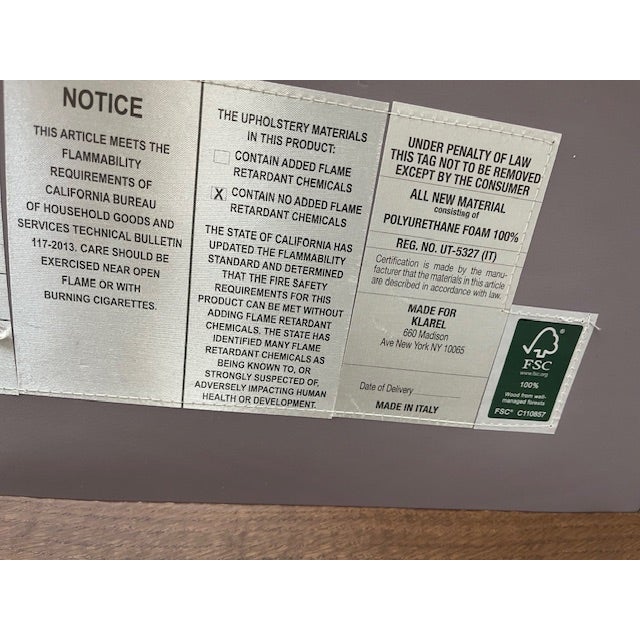 NOTICE
THIS ARTICLE MEETS THE
FLAMMABILITY
REQUIREMENTS OF
CALIFORNIA BUREAU
OF HOUSEHOLD GOODS AND
SERVICES TECHNICAL BULLETIN
117-2013. CARE SHOULD BE
EXERCISED NEAR OPEN
FLAME OR WITH
BURNING CIGARETTES.
THE UPHOLSTERY MATERIALS
IN THIS PRODUCT:
CONTAIN ADDED FLAME
RETARDANT CHEMICALS
X CONTAIN NO ADDED FLAME
RETARDANT CHEMICALS
THE STATE OF CALIFORNIA HAS
UPDATED THE FLAMMABILITY
STANDARD AND DETERMINED
THAT THE FIRE SAFETY
REQUIREMENTS FOR THIS
PRODUCT CAN BE MET WITHOUT
ADDING FLAME RETARDANT
CHEMICALS. THE STATE HAS
IDENTIFIED MANY FLAME
RETARDANT CHEMICALS AS
BEING KNOWN TO, OR
STRONGLY SUSPECTED OF,
ADVERSELY IMPACTING HUMAN
HEALTH OR DEVELOPMENT.
UNDER PENALTY OF LAW
THIS TAG NOT TO BE REMOVED
EXCEPT BY THE CONSUMER
ALL NEW MATERIAL
consisting of
POLYURETHANE FOAM 100%
REG. NO. UT-5327 (IT)
Certification is made by the manu-
facturer that the materials in this article
are described in accordance with law.
MADE FOR
KLAREL
660 Madison
Ave New York NY 10065
Date of Delivery
MADE IN ITALY
FSC
www.fsc.org
100%
Wood from well-
managed forests
FSC® C110857